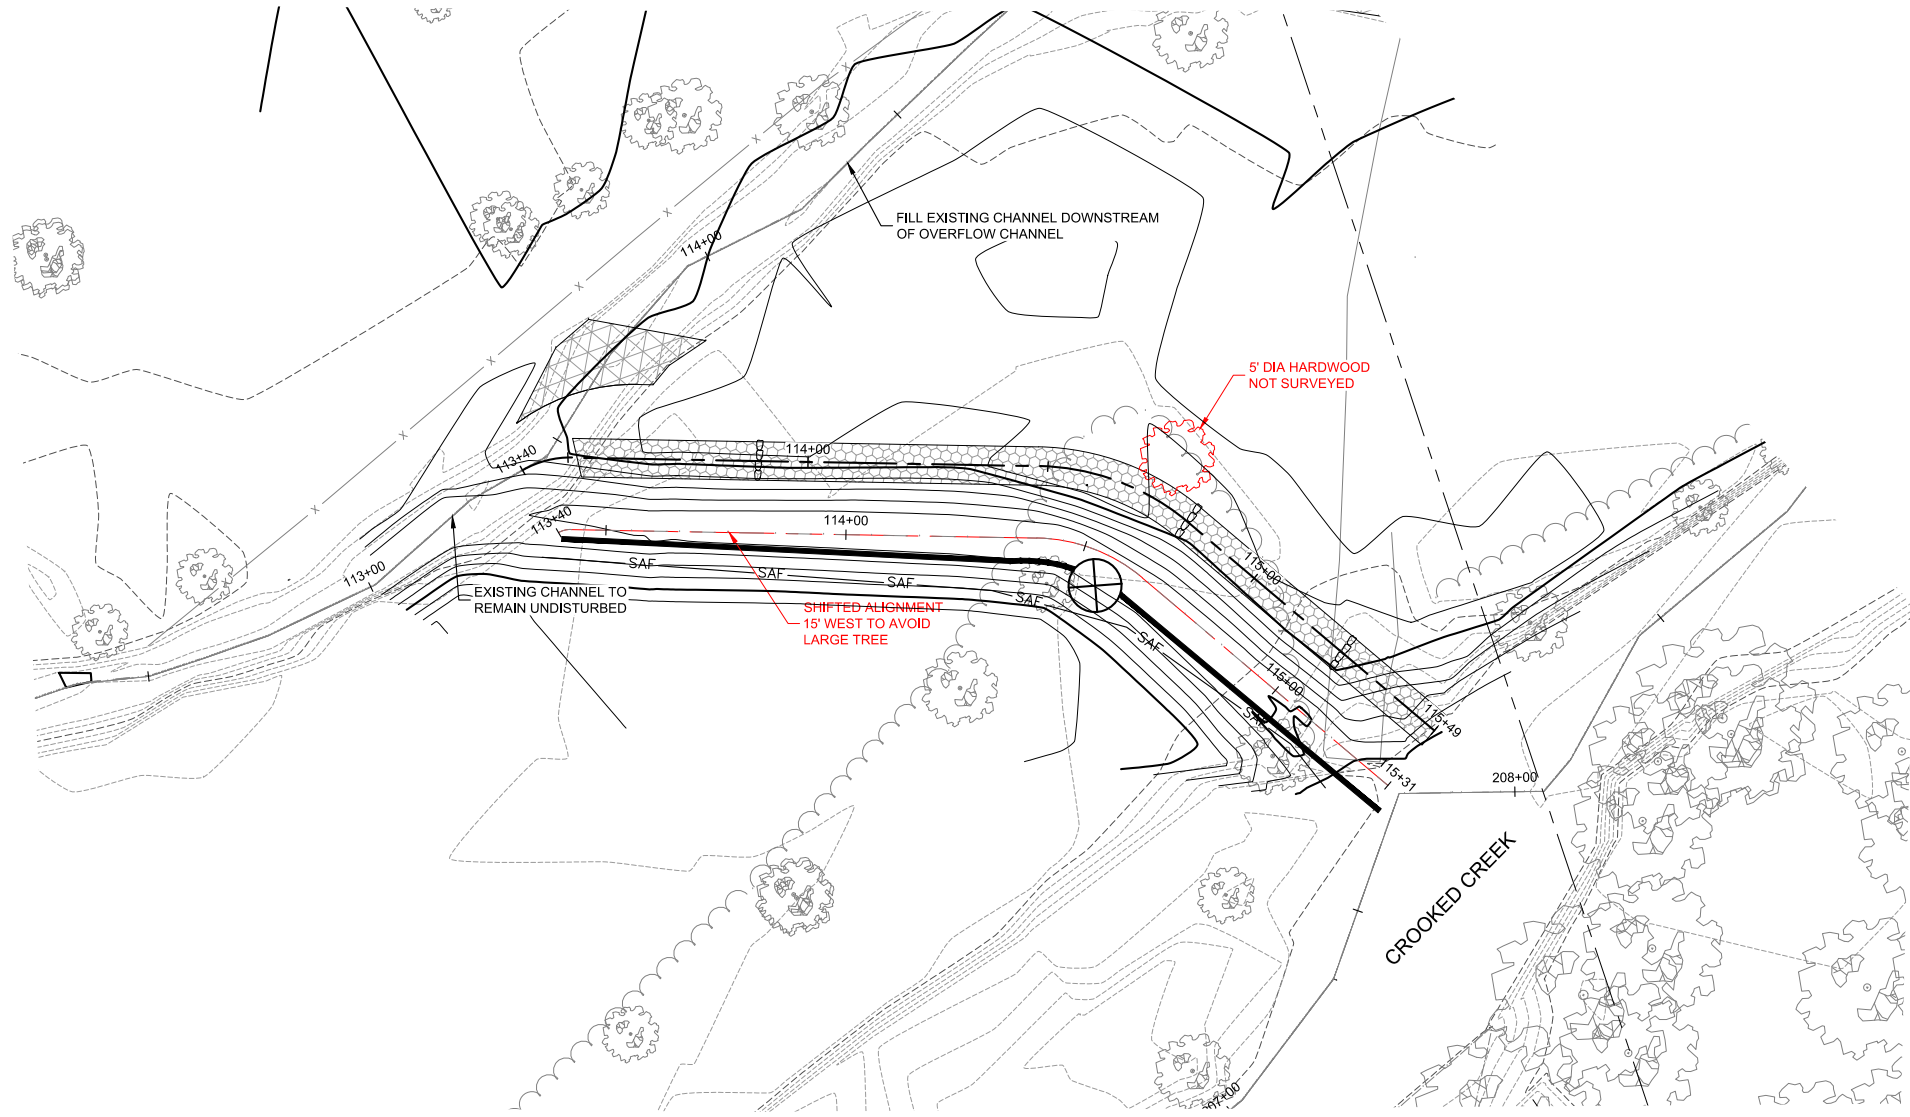 114+00
FILL EXISTING CHANNEL DOWNSTREAM
OF OVERFLOW CHANNEL
5' DIA HARDWOOD
NOT SURVEYED
113+40
114+00
113+40
114+00
113+00
EXISTING CHANNEL TO
REMAIN UNDISTURBED
SAF
SAF
SAF
SAF
SAF
SAF
SHIFTED ALIGNMENT
15' WEST TO AVOID
LARGE TREE
115+00
115+00
115+49
115+31
208+00
CROOKED CREEK
X
X
X
X
X
X
X